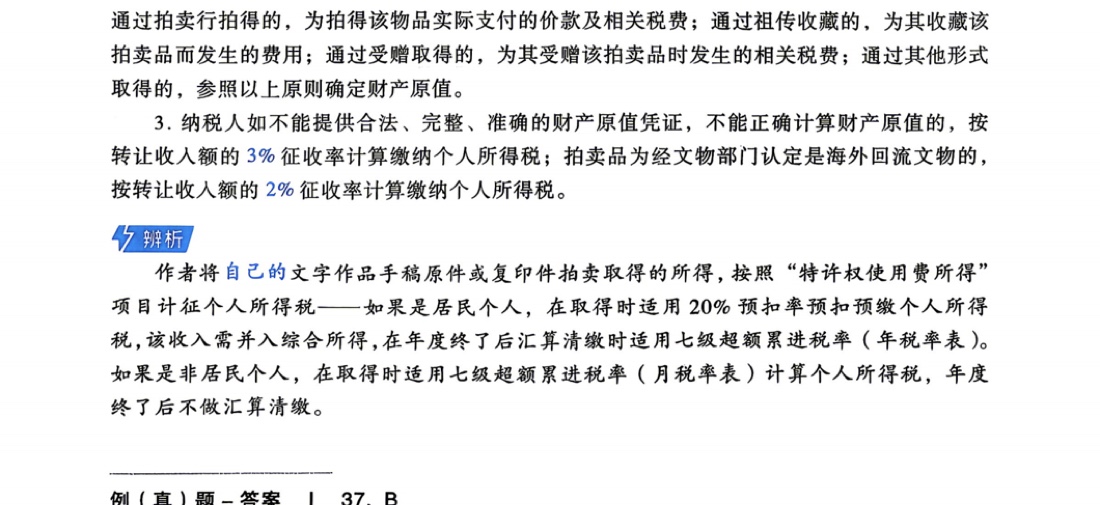 通过拍卖行拍得的，为拍得该物品实际支付的价款及相关税费；通过祖传收藏的，为其收藏该
拍卖品而发生的费用；通过受赠取得的，为其受赠该拍卖品时发生的相关税费；通过其他形式
取得的，参照以上原则确定财产原值。
3. 纳税人如不能提供合法、完整、准确的财产原值凭证，不能正确计算财产原值的，按
转让收入额的 3% 征收率计算缴纳个人所得税；拍卖品为经文物部门认定是海外回流文物的，
按转让收入额的 2% 征收率计算缴纳个人所得税。
辨析
作者将自己的文字作品手稿原件或复印件拍卖取得的所得，按照“特许权使用费所得”
项目计征个人所得税——如果是居民个人，在取得时适用 20% 预扣率预扣预缴个人所得
税，该收入需并入综合所得，在年度终了后汇算清缴时适用七级超额累进税率（年税率表）。
如果是非居民个人，在取得时适用七级超额累进税率（月税率表）计算个人所得税，年度
终了后不做汇算清缴。
例（真）题－答案 | 37. B